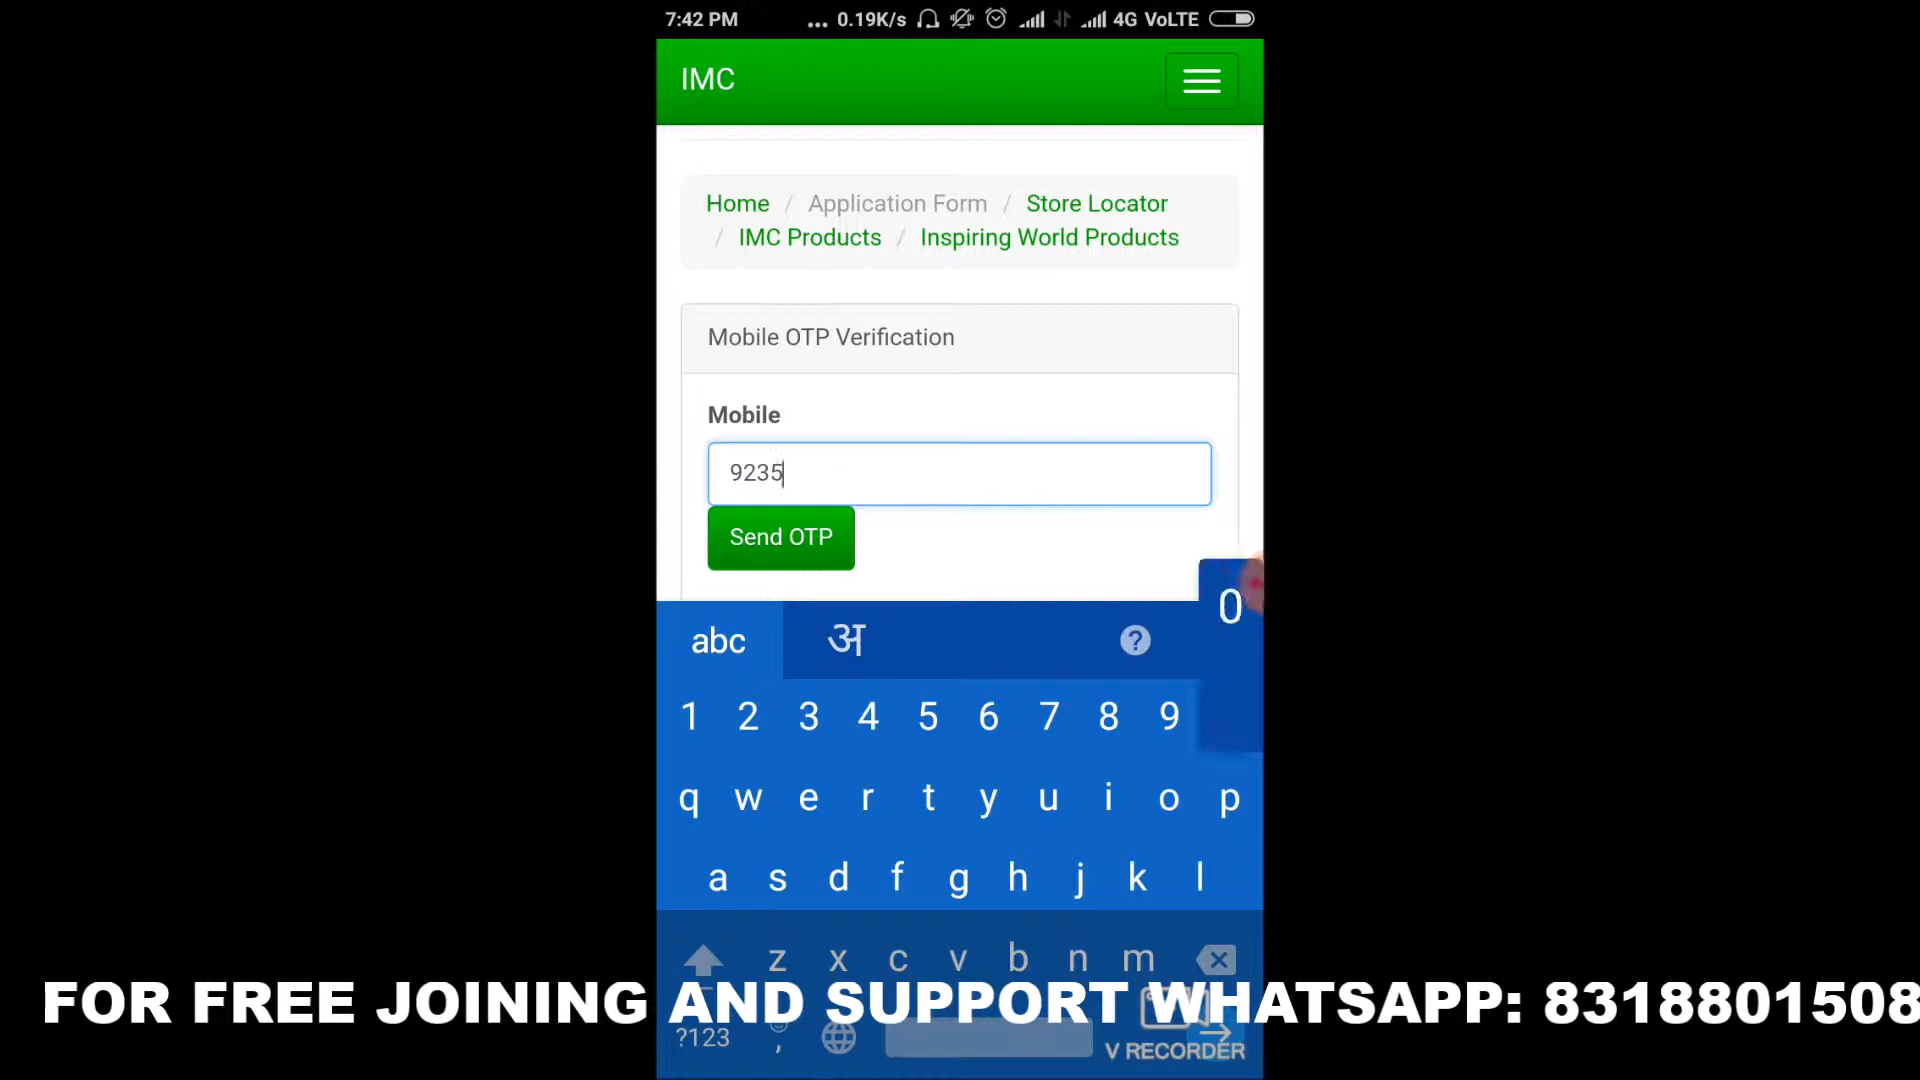 7:42 PM ... 0.19K/s 4G VoLTE
IMC
Home / Application Form / Store Locator
/ IMC Products / Inspiring World Products
Mobile OTP Verification
Mobile
9235
Send OTP
0
abc अ ?
1 2 3 4 5 6 7 8 9
q w e r t y u i o p
a s d f g h j k l
z x c v b n m
FOR FREE JOINING AND SUPPORT WHATSAPP: 8318801508
?123 ,
V RECORDER